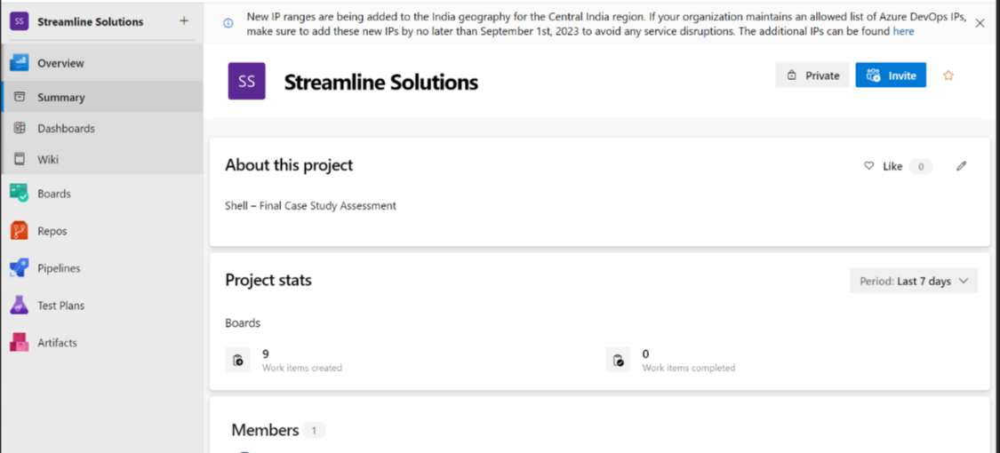 SS Streamline Solutions +
Overview
Summary
Dashboards
Wiki
Boards
Repos
Pipelines
Test Plans
Artifacts
New IP ranges are being added to the India geography for the Central India region. If your organization maintains an allowed list of Azure DevOps IPs,
make sure to add these new IPs by no later than September 1st, 2023 to avoid any service disruptions. The additional IPs can be found here
SS Streamline Solutions
Private
Invite
About this project
Like 0
Shell – Final Case Study Assessment
Project stats
Period: Last 7 days
Boards
9
Work items created
0
Work items completed
Members 1